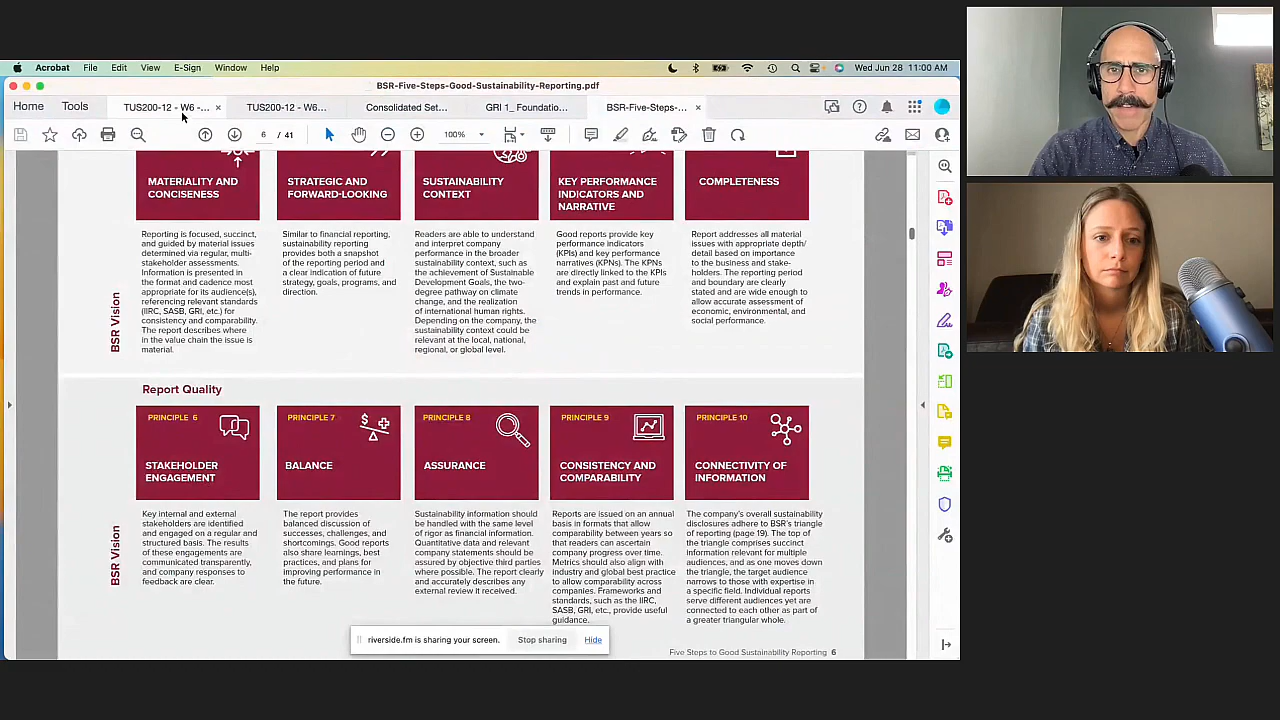 Acrobat File Edit View E-Sign Window Help Wed Jun 28 11:00 AM
BSR-Five-Steps-Good-Sustainability-Reporting.pdf
Home Tools TUS200-12 - W6 -... × TUS200-12 - W6... Consolidated Set... GRI 1_ Foundatio... BSR-Five-Steps-... ×
6 / 41 100%
MATERIALITY AND
CONCISENESS
STRATEGIC AND
FORWARD-LOOKING
SUSTAINABILITY
CONTEXT
KEY PERFORMANCE
INDICATORS AND
NARRATIVE
COMPLETENESS
BSR Vision
Reporting is focused, succinct,
and guided by material issues
determined via regular, multi-
stakeholder assessments.
Information is presented in
the format and cadence most
appropriate for its audience(s),
referencing relevant standards
(IIRC, SASB, GRI, etc.) for
consistency and comparability.
The report describes where
in the value chain the issue is
material.
Similar to financial reporting,
sustainability reporting
provides both a snapshot
of the reporting period and
a clear indication of future
strategy, goals, programs, and
direction.
Readers are able to understand
and interpret company
performance in the broader
sustainability context, such as
the achievement of Sustainable
Development Goals, the two-
degree pathway on climate
change, and the realization
of international human rights.
Depending on the company, the
sustainability context could be
relevant at the local, national,
regional, or global level.
Good reports provide key
performance indicators
(KPIs) and key performance
narratives (KPNs). The KPNs
are directly linked to the KPIs
and explain past and future
trends in performance.
Report addresses all material
issues with appropriate depth/
detail based on importance
to the business and stake-
holders. The reporting period
and boundary are clearly
stated and are wide enough to
allow accurate assessment of
economic, environmental, and
social performance.
Report Quality
PRINCIPLE 6
STAKEHOLDER
ENGAGEMENT
PRINCIPLE 7
BALANCE
PRINCIPLE 8
ASSURANCE
PRINCIPLE 9
CONSISTENCY AND
COMPARABILITY
PRINCIPLE 10
CONNECTIVITY OF
INFORMATION
BSR Vision
Key internal and external
stakeholders are identified
and engaged on a regular and
structured basis. The results
of these engagements are
communicated transparently,
and company responses to
feedback are clear.
The report provides
balanced discussion of
successes, challenges, and
shortcomings. Good reports
also share learnings, best
practices, and plans for
improving performance in
the future.
Sustainability information should
be handled with the same level
of rigor as financial information.
Quantitative data and relevant
company statements should be
assured by objective third parties
where possible. The report clearly
and accurately describes any
external review it received.
Reports are issued on an annual
basis in formats that allow
comparability between years so
that readers can ascertain
company progress over time.
Metrics should also align with
industry and global best practice
to allow comparability across
companies. Frameworks and
standards, such as the IIRC,
SASB, GRI, etc., provide useful
guidance.
The company's overall sustainability
disclosures adhere to BSR's triangle
of reporting (page 19). The top of
the triangle comprises succinct
information relevant for multiple
audiences, and as one moves down
the triangle, the target audience
narrows to those with expertise in
a specific field. Individual reports
serve different audiences yet are
connected to each other as part of
a greater triangular whole.
riverside.fm is sharing your screen. Stop sharing Hide
Five Steps to Good Sustainability Reporting 6